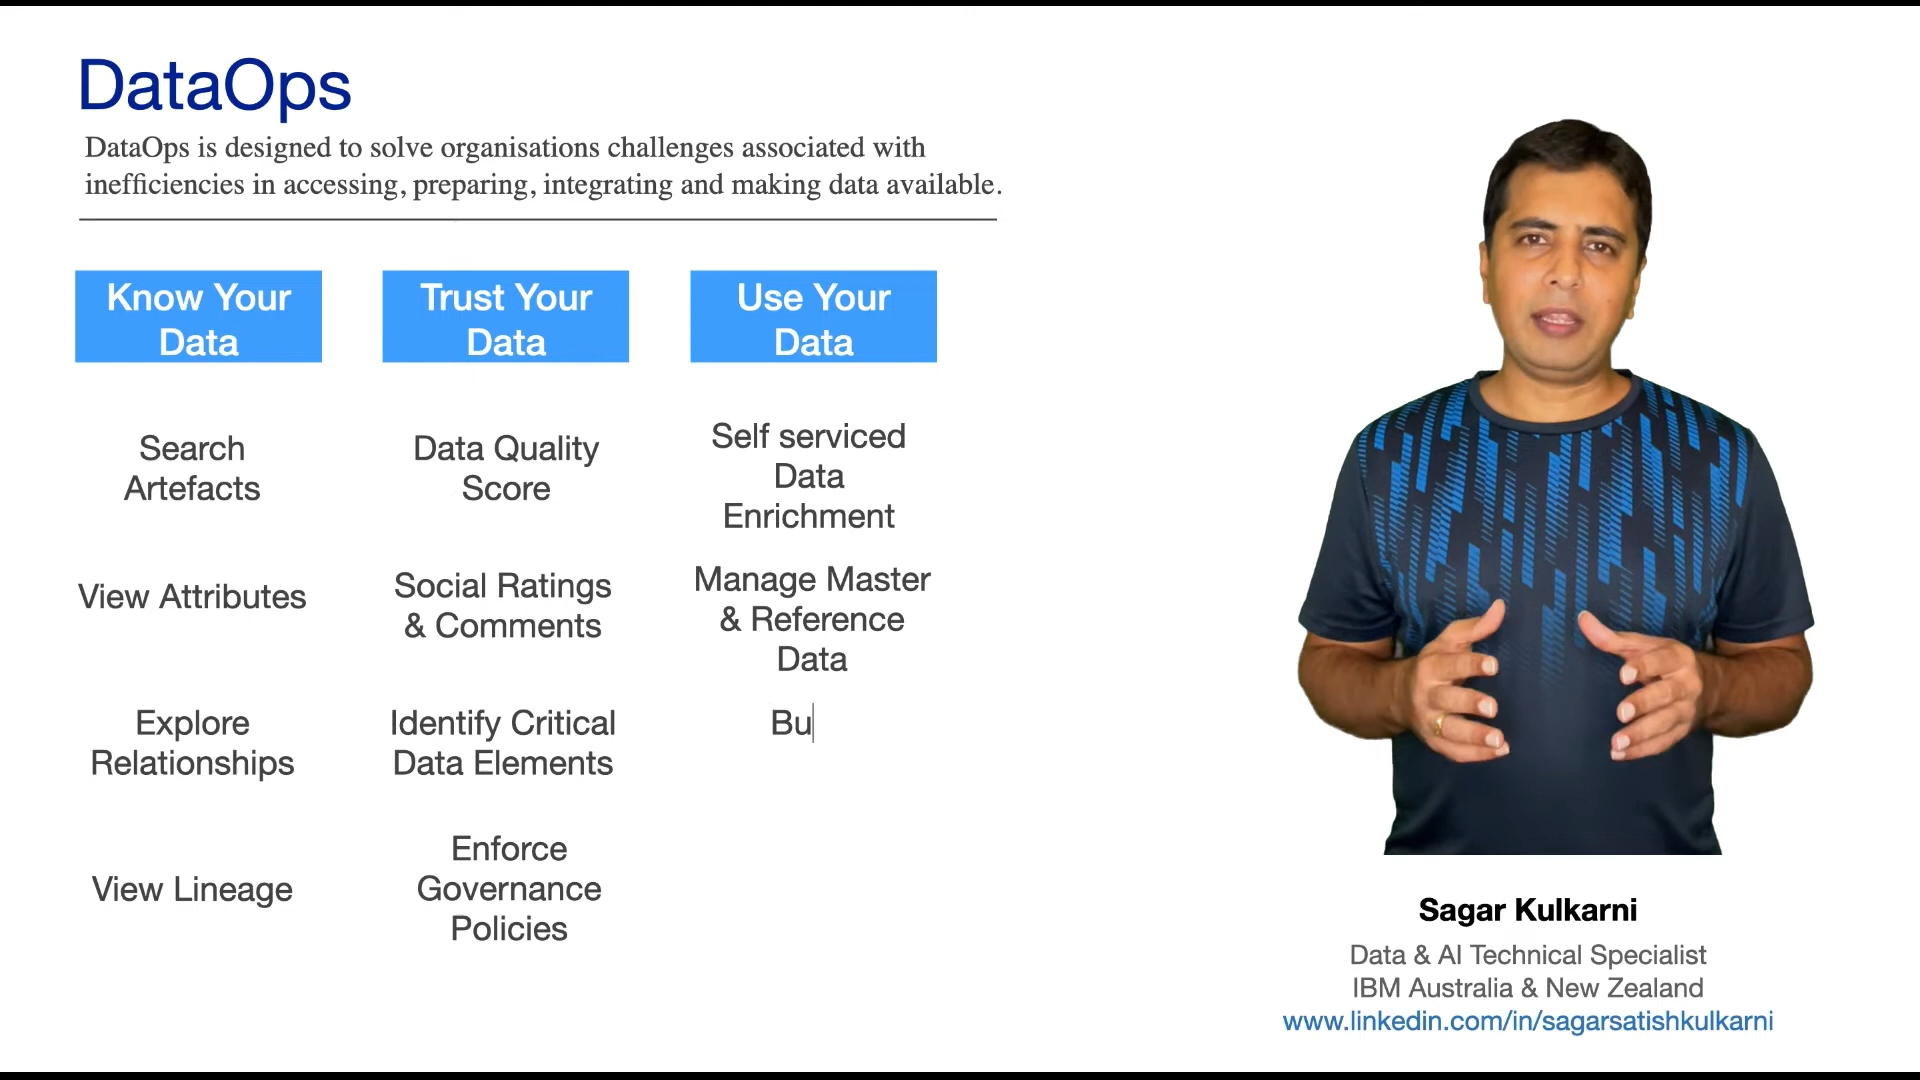 DataOps
DataOps is designed to solve organisations challenges associated with
inefficiencies in accessing, preparing, integrating and making data available.
Know Your
Data
Search
Artefacts
View Attributes
Explore
Relationships
View Lineage
Trust Your
Data
Data Quality
Score
Social Ratings
& Comments
Identify Critical
Data Elements
Enforce
Governance
Policies
Use Your
Data
Self serviced
Data
Enrichment
Manage Master
& Reference
Data
Bu
Sagar Kulkarni
Data & AI Technical Specialist
IBM Australia & New Zealand
www.linkedin.com/in/sagarsatishkulkarni